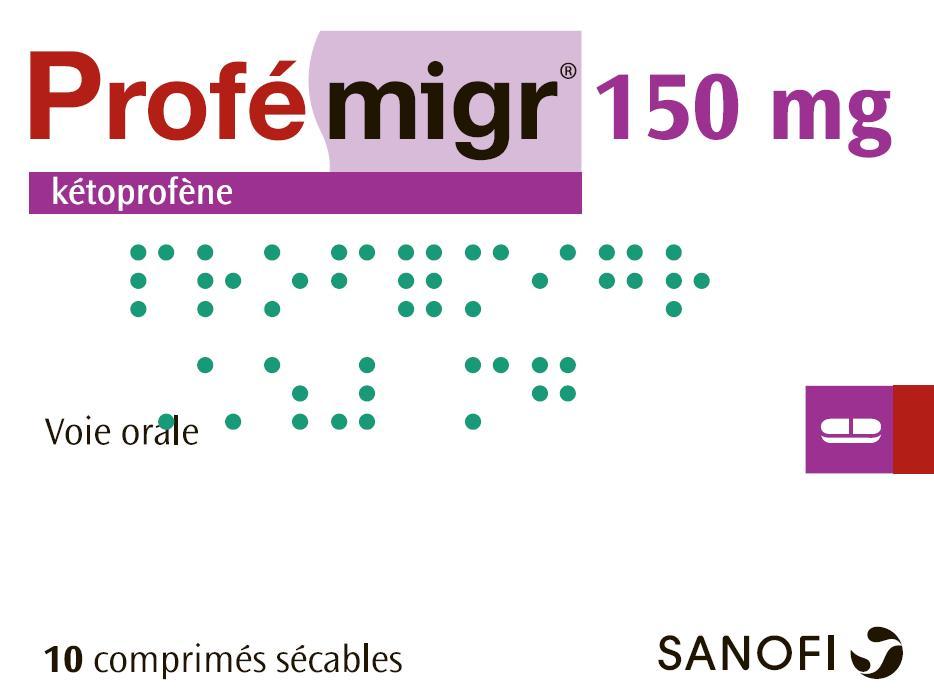 Profémigr® 150 mg
kétoprofène
⠏⠗⠕⠋⠿⠍⠊⠛⠗
⠠⠡⠕⠼⠀⠍⠛
Voie orale
10 comprimés sécables
SANOFI